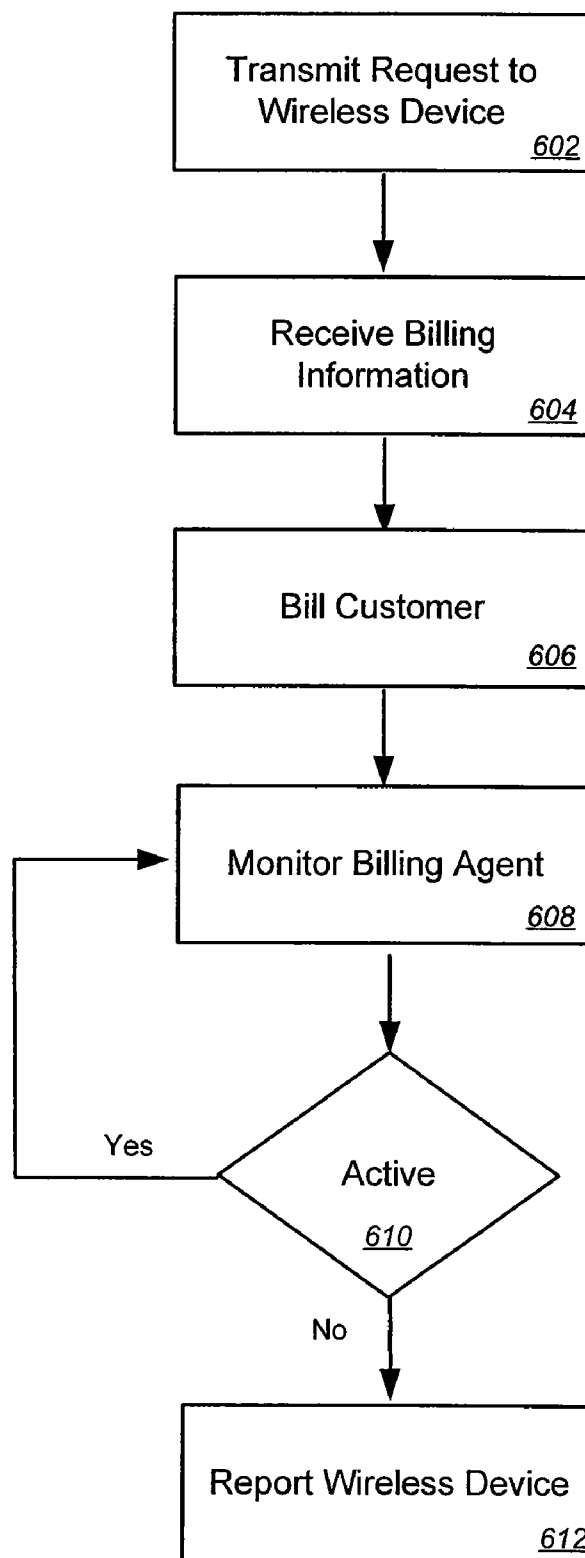 Transmit Request to
Wireless Device
602
Receive Billing
Information
604
Bill Customer
606
Monitor Billing Agent
608
Yes
Active
610
No
Report Wireless Device
612